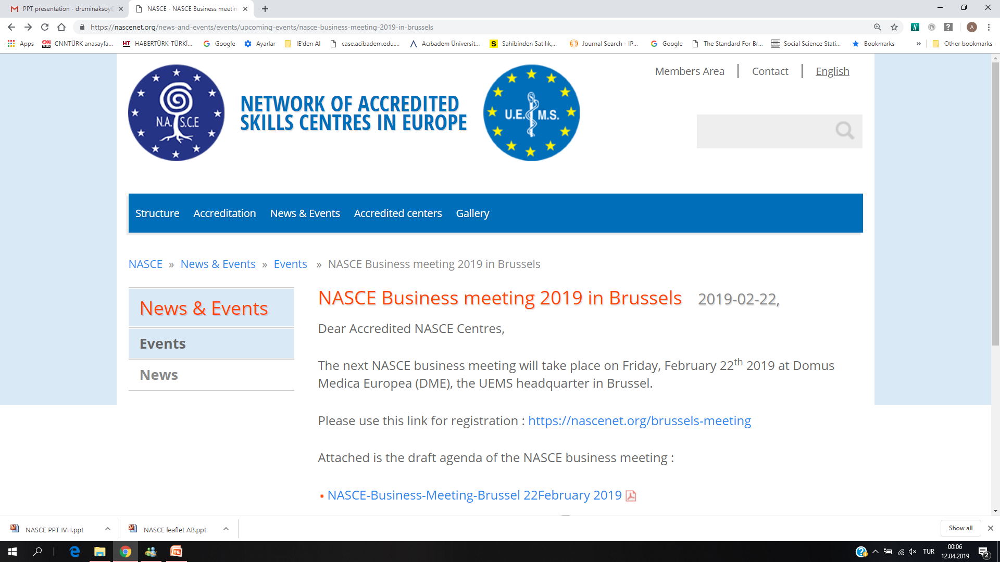 PPT presentation - dreminaksoy@
NASCE - NASCE Business meetin
https://nascenet.org/news-and-events/events/upcoming-events/nasce-business-meeting-2019-in-brussels
A
Apps
CNN TÜRK
CNNTÜRK anasayfa...
HT
HABERTÜRK-TÜRKİ...
Google
Ayarlar
IE'den Al
case.acibadem.edu....
Acıbadem Üniversit...
S
Sahibinden Satılık,...
Journal Search - IP...
Google
The Standard For Br...
Social Science Stati...
Bookmarks
»
Other bookmarks
N.A.S.C.E
NETWORK OF ACCREDITED
SKILLS CENTRES IN EUROPE
U.E.M.S.
Members Area
Contact
English
Structure
Accreditation
News & Events
Accredited centers
Gallery
NASCE » News & Events » Events » NASCE Business meeting 2019 in Brussels
News & Events
Events
News
NASCE Business meeting 2019 in Brussels 2019-02-22,
Dear Accredited NASCE Centres,
The next NASCE business meeting will take place on Friday, February 22th 2019 at Domus
Medica Europea (DME), the UEMS headquarter in Brussel.
Please use this link for registration : https://nascenet.org/brussels-meeting
Attached is the draft agenda of the NASCE business meeting :
• NASCE-Business-Meeting-Brussel 22February 2019
NASCE PPT IVH.ppt
NASCE leaflet AB.ppt
Show all
TUR
00:06
12.04.2019
2